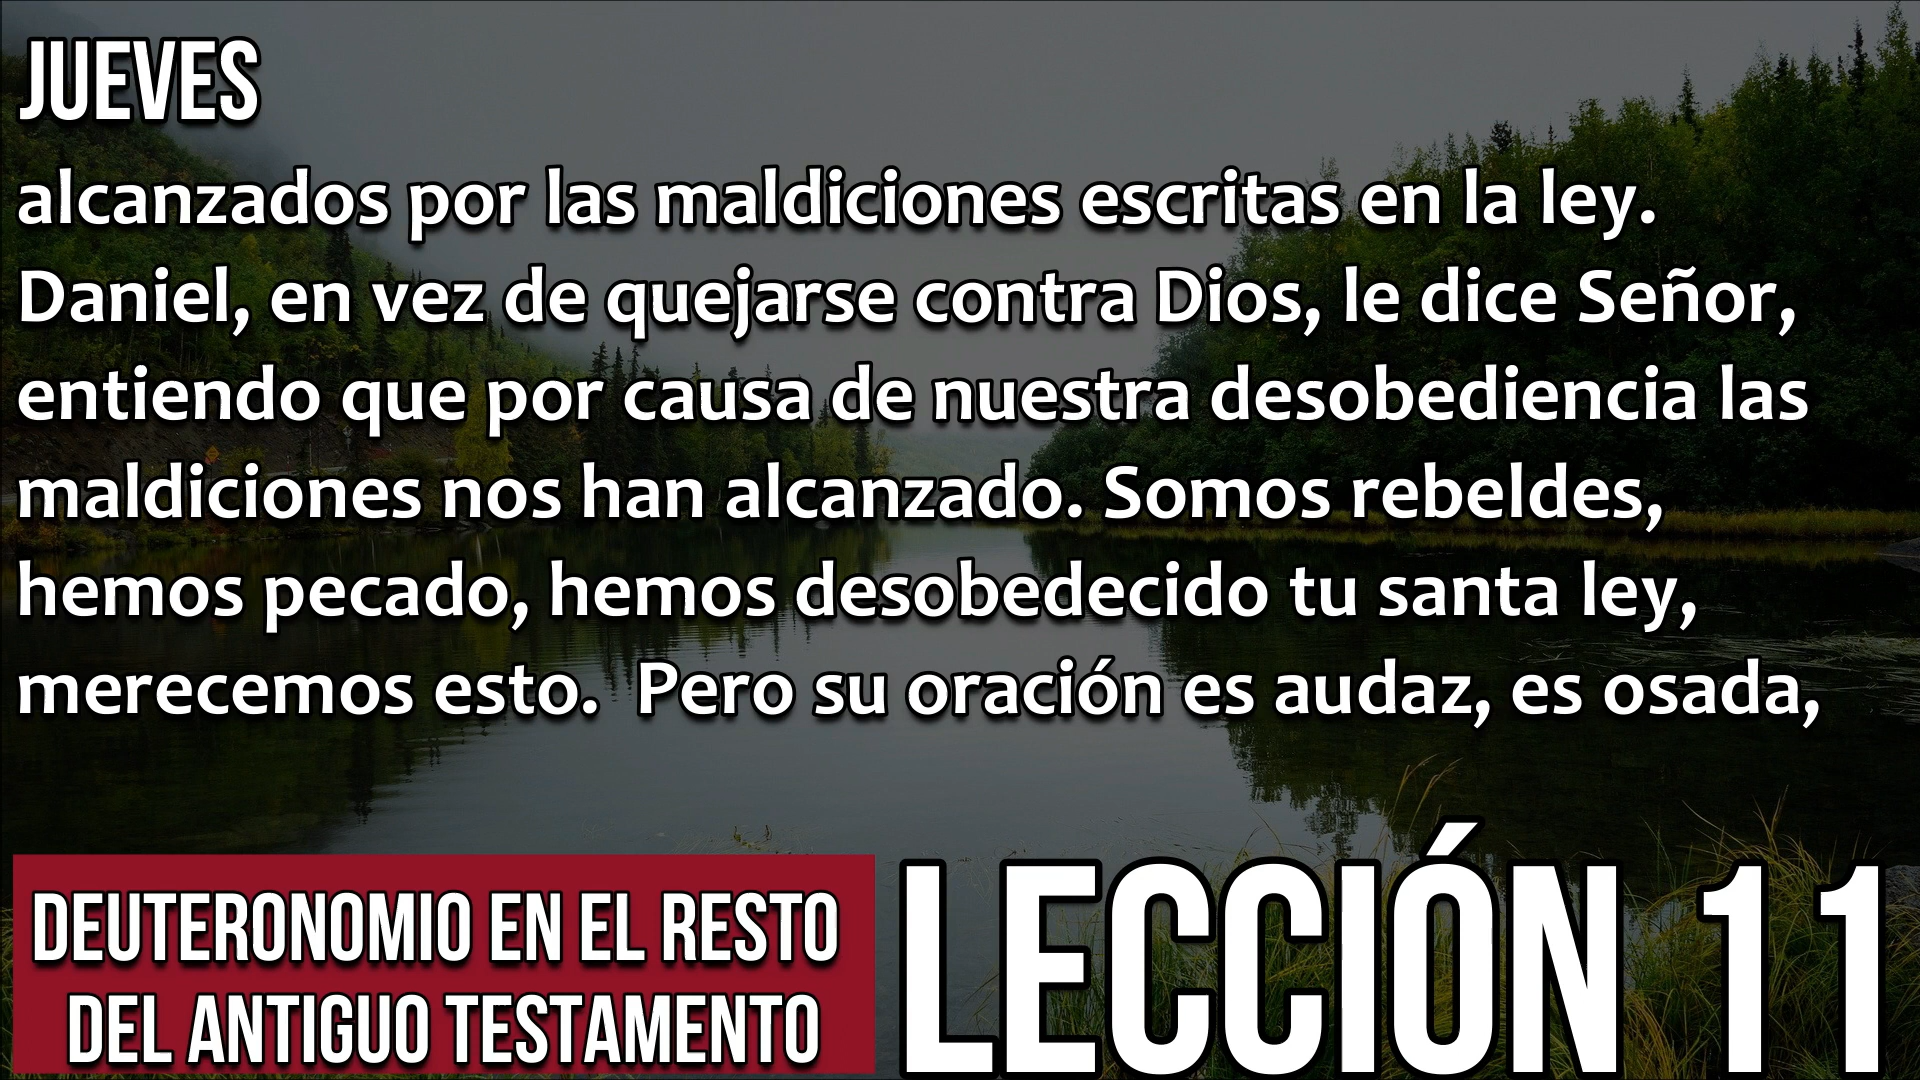 JUEVES
alcanzados por las maldiciones escritas en la ley.
Daniel, en vez de quejarse contra Dios, le dice Señor,
entiendo que por causa de nuestra desobediencia las
maldiciones nos han alcanzado. Somos rebeldes,
hemos pecado, hemos desobedecido tu santa ley,
merecemos esto.  Pero su oración es audaz, es osada,
DEUTERONOMIO EN EL RESTO
DEL ANTIGUO TESTAMENTO
LECCIÓN 11